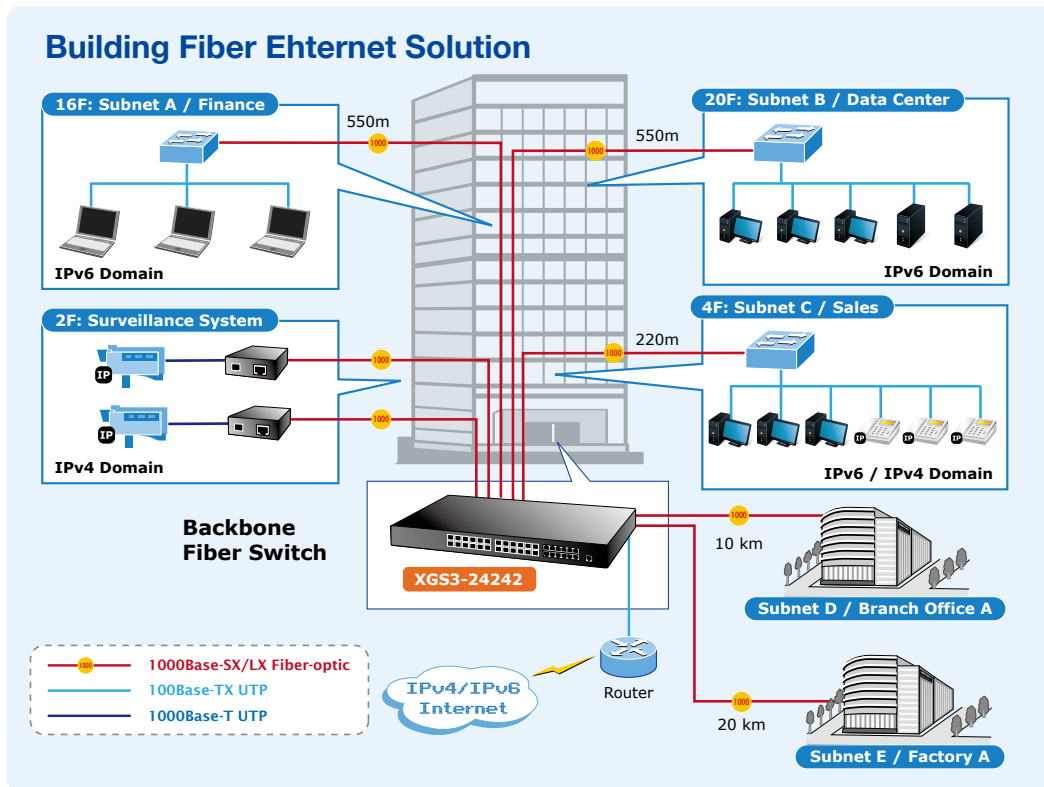 Building Fiber Ehternet Solution
16F: Subnet A / Finance
550m
1000
IPv6 Domain
20F: Subnet B / Data Center
550m
1000
IPv6 Domain
2F: Surveillance System
IP
1000
IP
1000
IPv4 Domain
4F: Subnet C / Sales
220m
1000
IP
IP
IP
IPv6 / IPv4 Domain
Backbone
Fiber Switch
XGS3-24242
1000
10 km
Subnet D / Branch Office A
1000
20 km
Subnet E / Factory A
Router
IPv4/IPv6
Internet
1000
1000Base-SX/LX Fiber-optic
100Base-TX UTP
1000Base-T UTP